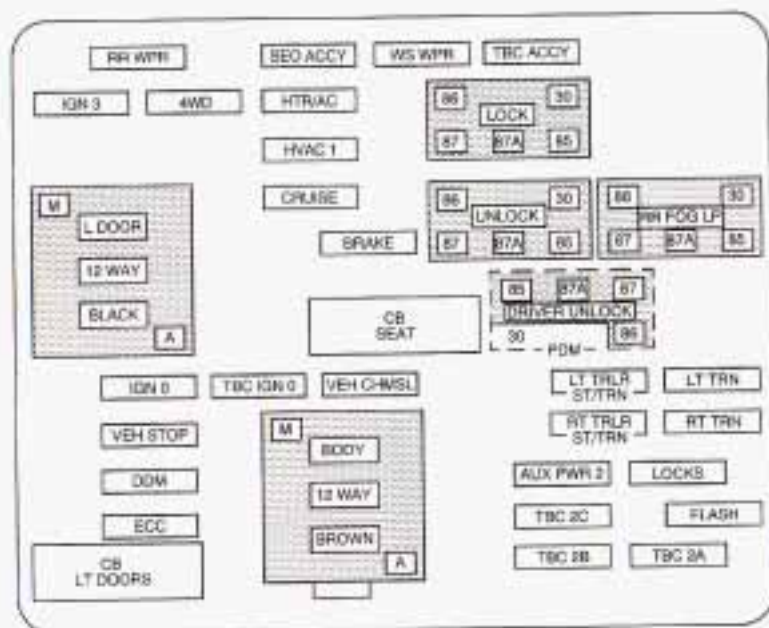 RR WPR
SEO ACCY
WS WPR
TBC ACCY
IGN 3
4WD
HTR/AC
86
30
LOCK
87
87A
85
HVAC 1
CRUISE
M
L DOOR
12 WAY
BLACK
A
86
30
UNLOCK
87
87A
85
86
30
RR FOG LP
87
87A
85
BRAKE
CB
SEAT
85
87A
87
DRIVER UNLOCK
30
86
PDM
IGN 0
TBC IGN 0
VEH CHMSL
LT TRLR
ST/TRN
LT TRN
VEH STOP
RT TRLR
ST/TRN
RT TRN
M
BODY
12 WAY
BROWN
A
DDM
AUX PWR 2
LOCKS
ECC
TBC 2C
FLASH
CB
LT DOORS
TBC 2B
TBC 2A